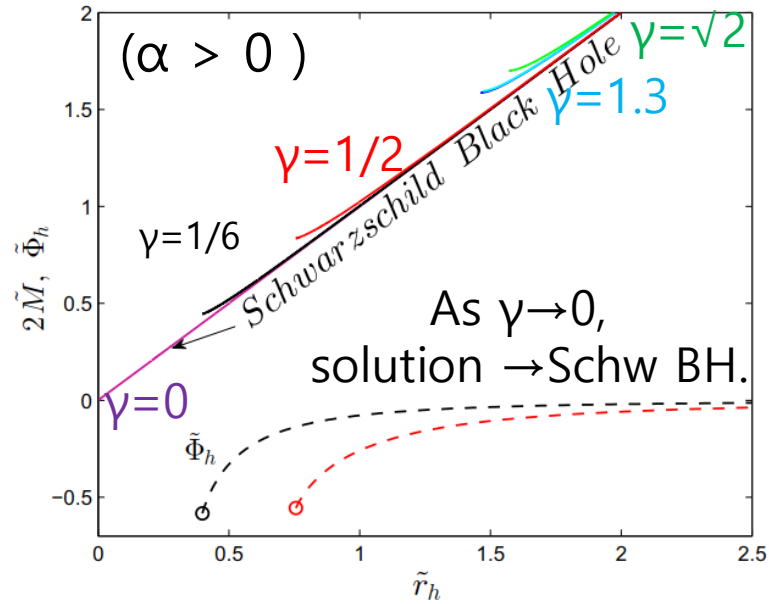 (α > 0 )
γ=√2
γ=1.3
γ=1/2
γ=1/6
Schwarzschild Black Hole
As γ→0,
solution →Schw BH.
γ=0
Φ̃ₕ
2M̃, Φ̃ₕ
2
1.5
1
0.5
0
−0.5
0
0.5
1
1.5
2
2.5
r̃ₕ